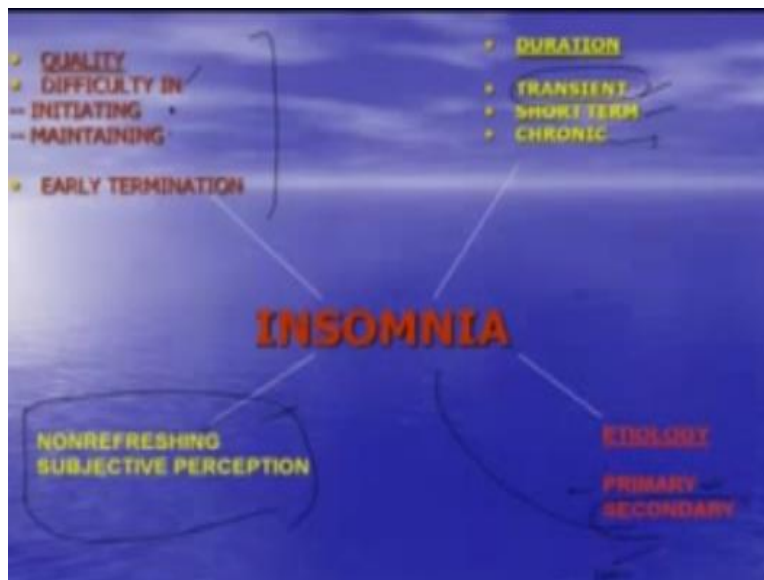 QUALITY
DIFFICULTY IN
-- INITIATING
-- MAINTAINING
EARLY TERMINATION
DURATION
TRANSIENT
SHORT TERM
CHRONIC
INSOMNIA
NONREFRESHING
SUBJECTIVE PERCEPTION
ETIOLOGY
PRIMARY
SECONDARY